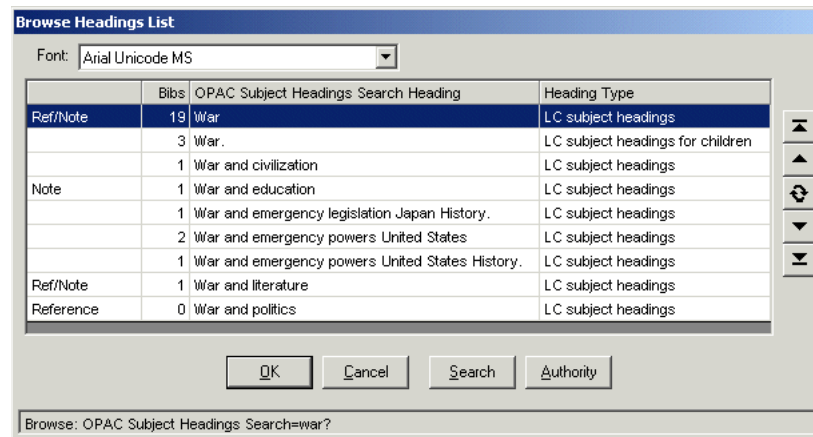 Browse Headings List
Font: Arial Unicode MS
Bibs OPAC Subject Headings Search Heading Heading Type
Ref/Note 19 War LC subject headings
3 War. LC subject headings for children
1 War and civilization LC subject headings
Note 1 War and education LC subject headings
1 War and emergency legislation Japan History. LC subject headings
2 War and emergency powers United States LC subject headings
1 War and emergency powers United States History. LC subject headings
Ref/Note 1 War and literature LC subject headings
Reference 0 War and politics LC subject headings
OK Cancel Search Authority
Browse: OPAC Subject Headings Search=war?